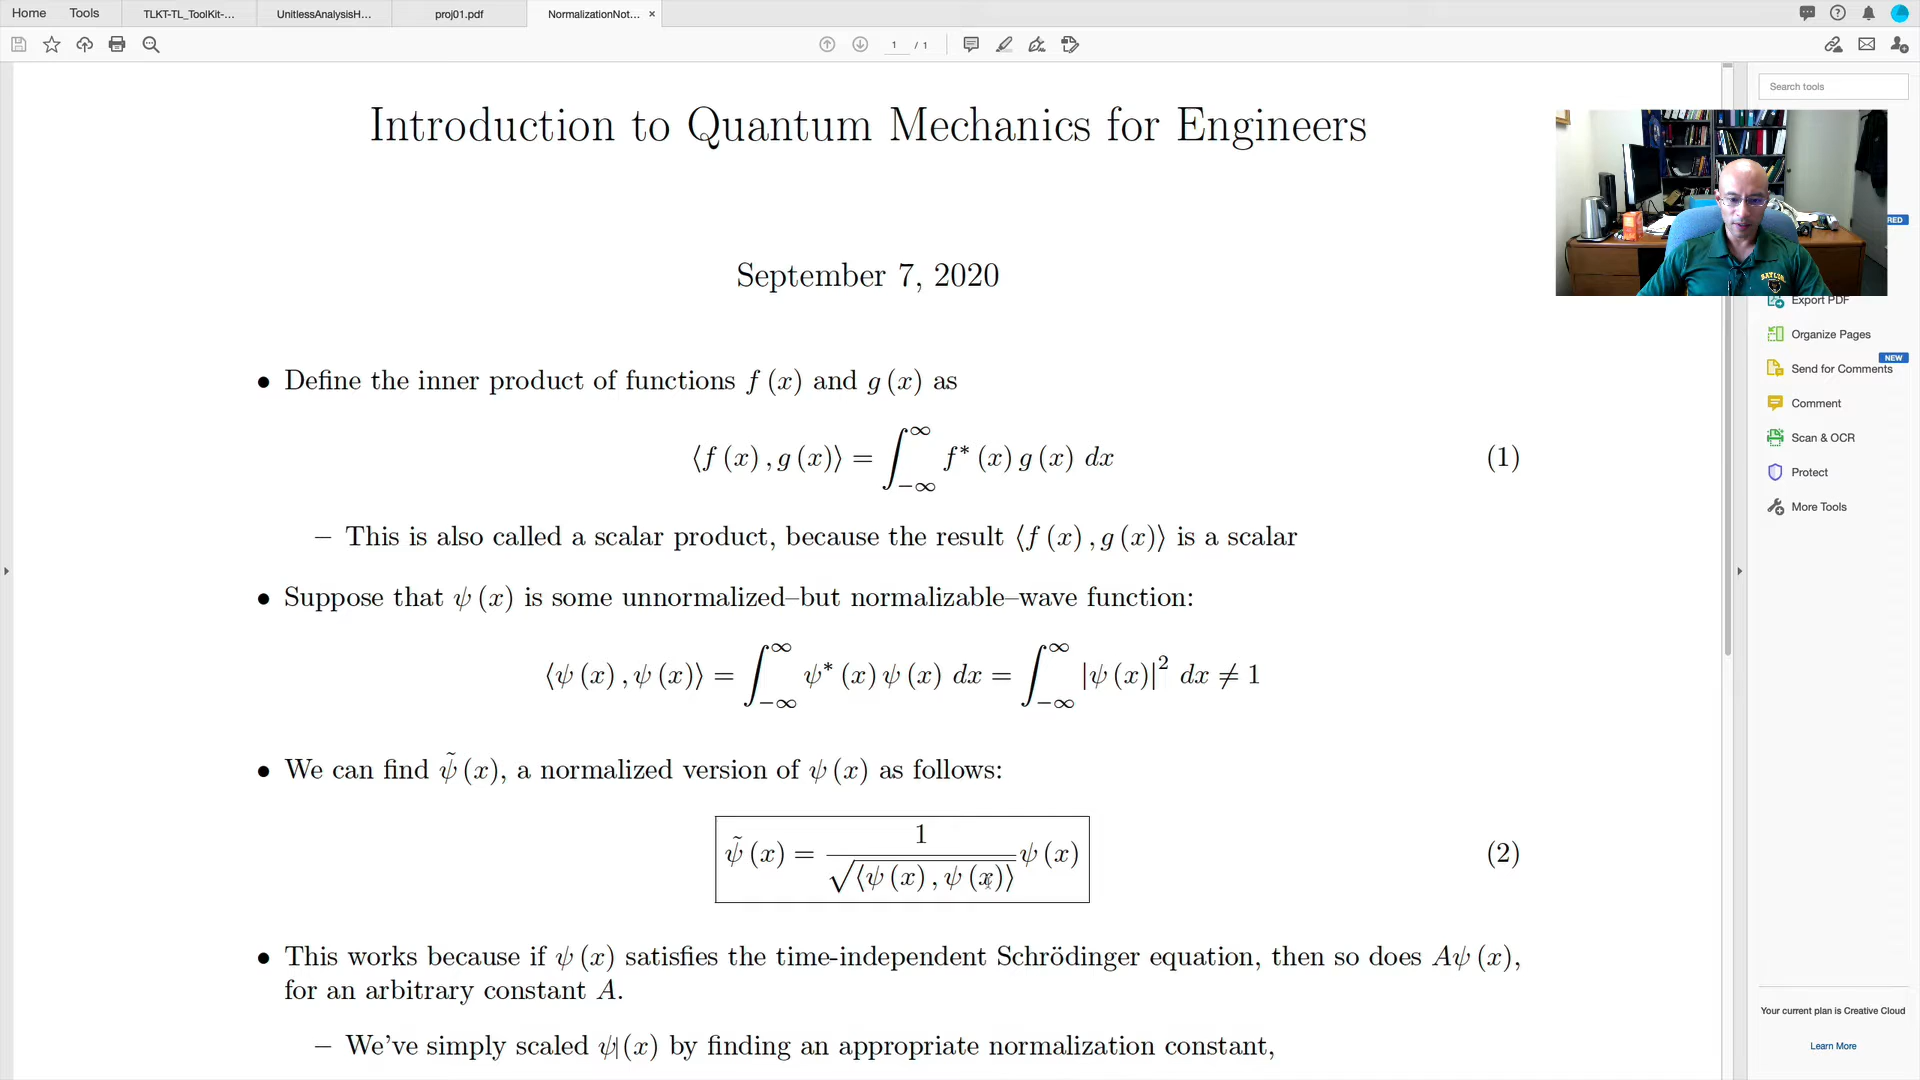 Home Tools TLKT-TL_ToolKit-... UnitlessAnalysisH... proj01.pdf NormalizationNot... ×
1 / 1
Search tools
Introduction to Quantum Mechanics for Engineers
BAYLOR
RED
September 7, 2020
Export PDF
Organize Pages
NEW
Send for Comments
Comment
Scan & OCR
Protect
More Tools
• Define the inner product of functions f (x) and g (x) as
⟨f (x) , g (x)⟩ = ∫_{−∞}^{∞} f* (x) g (x) dx (1)
– This is also called a scalar product, because the result ⟨f (x) , g (x)⟩ is a scalar
• Suppose that ψ (x) is some unnormalized–but normalizable–wave function:
⟨ψ (x) , ψ (x)⟩ = ∫_{−∞}^{∞} ψ* (x) ψ (x) dx = ∫_{−∞}^{∞} |ψ (x)|² dx ≠ 1
• We can find ψ̃ (x), a normalized version of ψ (x) as follows:
ψ̃ (x) = 1 / √⟨ψ (x) , ψ (x)⟩ ψ (x) (2)
• This works because if ψ (x) satisfies the time-independent Schrödinger equation, then so does Aψ (x),
for an arbitrary constant A.
– We've simply scaled ψ (x) by finding an appropriate normalization constant,
Your current plan is Creative Cloud
Learn More